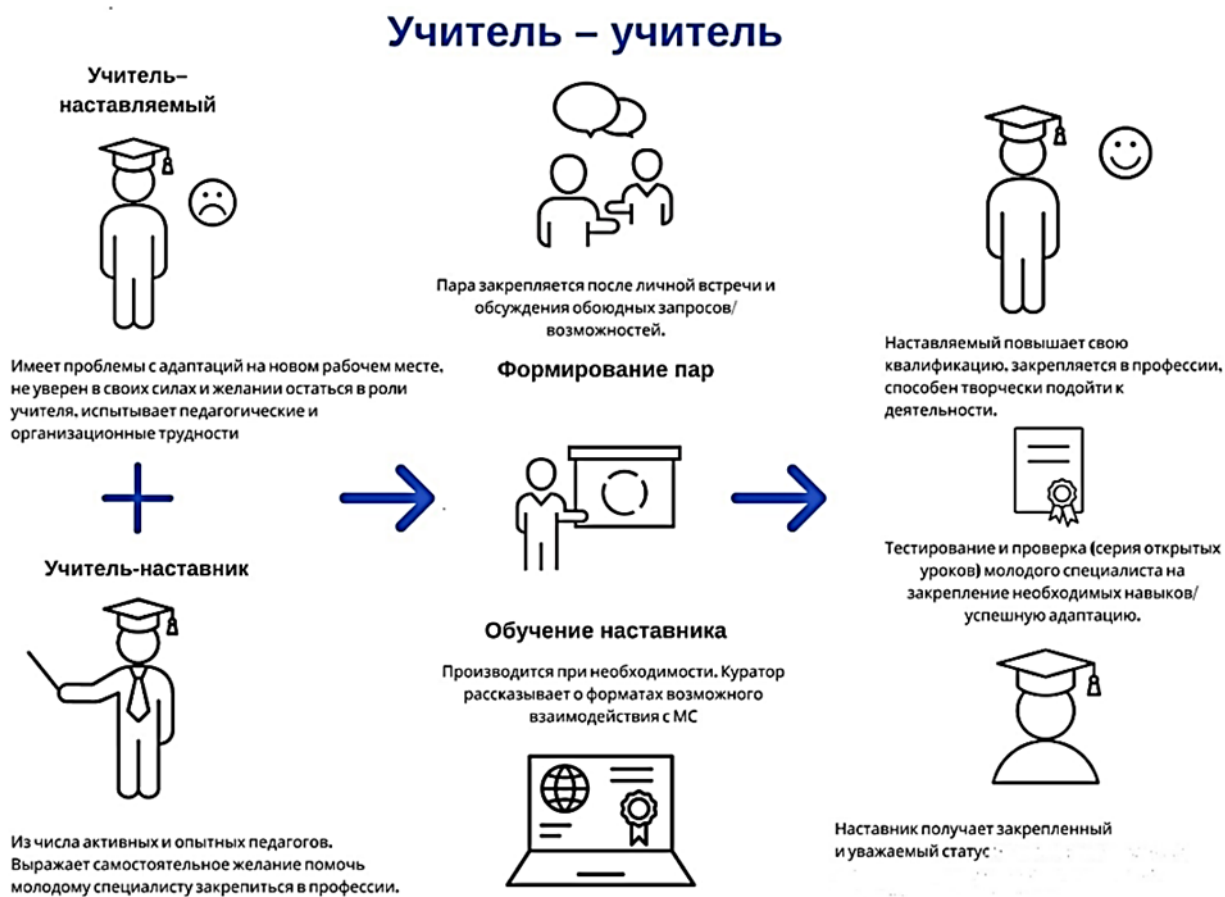 Учитель – учитель
Учитель–
наставляемый
Имеет проблемы с адаптаций на новом рабочем месте,
не уверен в своих силах и желании остаться в роли
учителя, испытывает педагогические и
организационные трудности
Учитель-наставник
Из числа активных и опытных педагогов.
Выражает самостоятельное желание помочь
молодому специалисту закрепиться в профессии.
Пара закрепляется после личной встречи и
обсуждения обоюдных запросов/
возможностей.
Формирование пар
Обучение наставника
Производится при необходимости. Куратор
рассказывает о форматах возможного
взаимодействия с МС
Наставляемый повышает свою
квалификацию, закрепляется в профессии,
способен творчески подойти к
деятельности.
Тестирование и проверка (серия открытых
уроков) молодого специалиста на
закрепление необходимых навыков/
успешную адаптацию.
Наставник получает закрепленный
и уважаемый статус